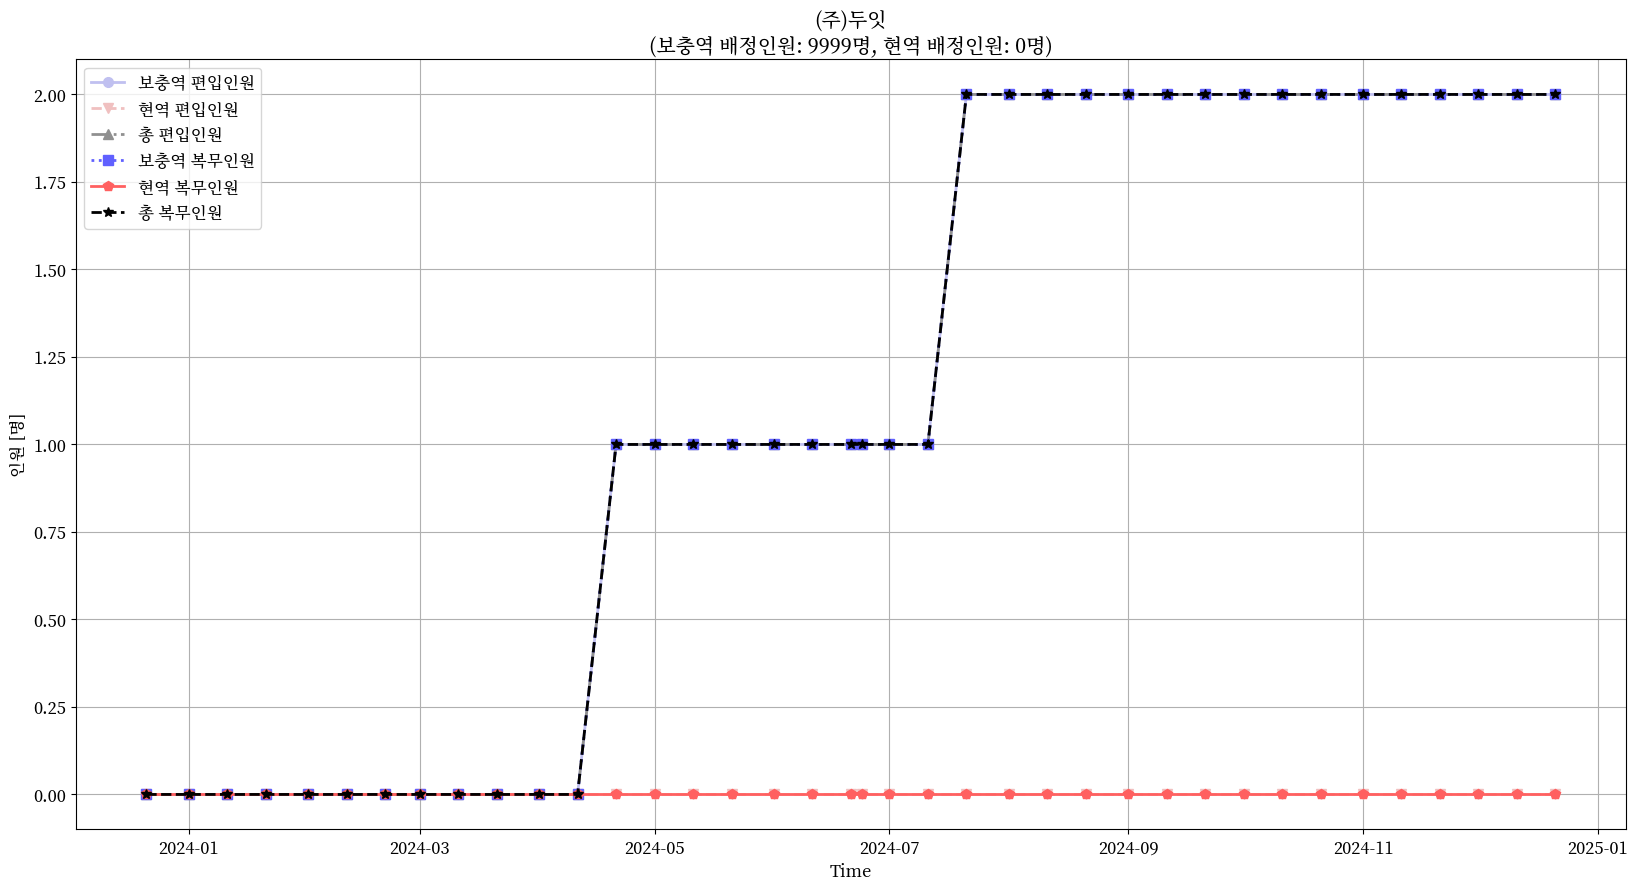 (주)두잇
(보충역 배정인원: 9999명, 현역 배정인원: 0명)
보충역 편입인원
현역 편입인원
총 편입인원
보충역 복무인원
현역 복무인원
총 복무인원
인원 [명]
2.00
1.75
1.50
1.25
1.00
0.75
0.50
0.25
0.00
2024-01
2024-03
2024-05
2024-07
2024-09
2024-11
2025-01
Time